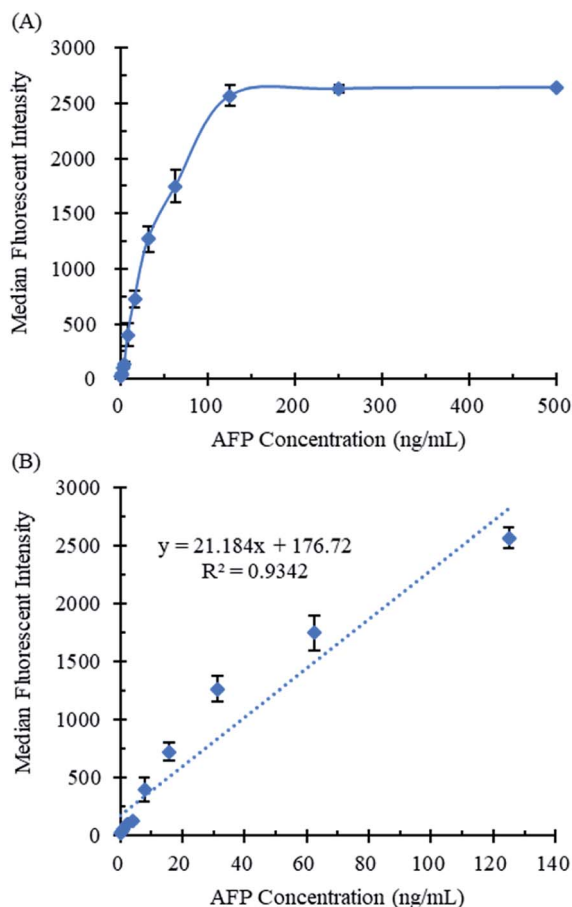 (A)
3000
2500
2000
1500
1000
500
0
Median Fluorescent Intensity
0 100 200 300 400 500
AFP Concentration (ng/mL)
(B)
3000
2500
2000
1500
1000
500
0
Median Fluorescent Intensity
y = 21.184x + 176.72
R² = 0.9342
0 20 40 60 80 100 120 140
AFP Concentration (ng/mL)